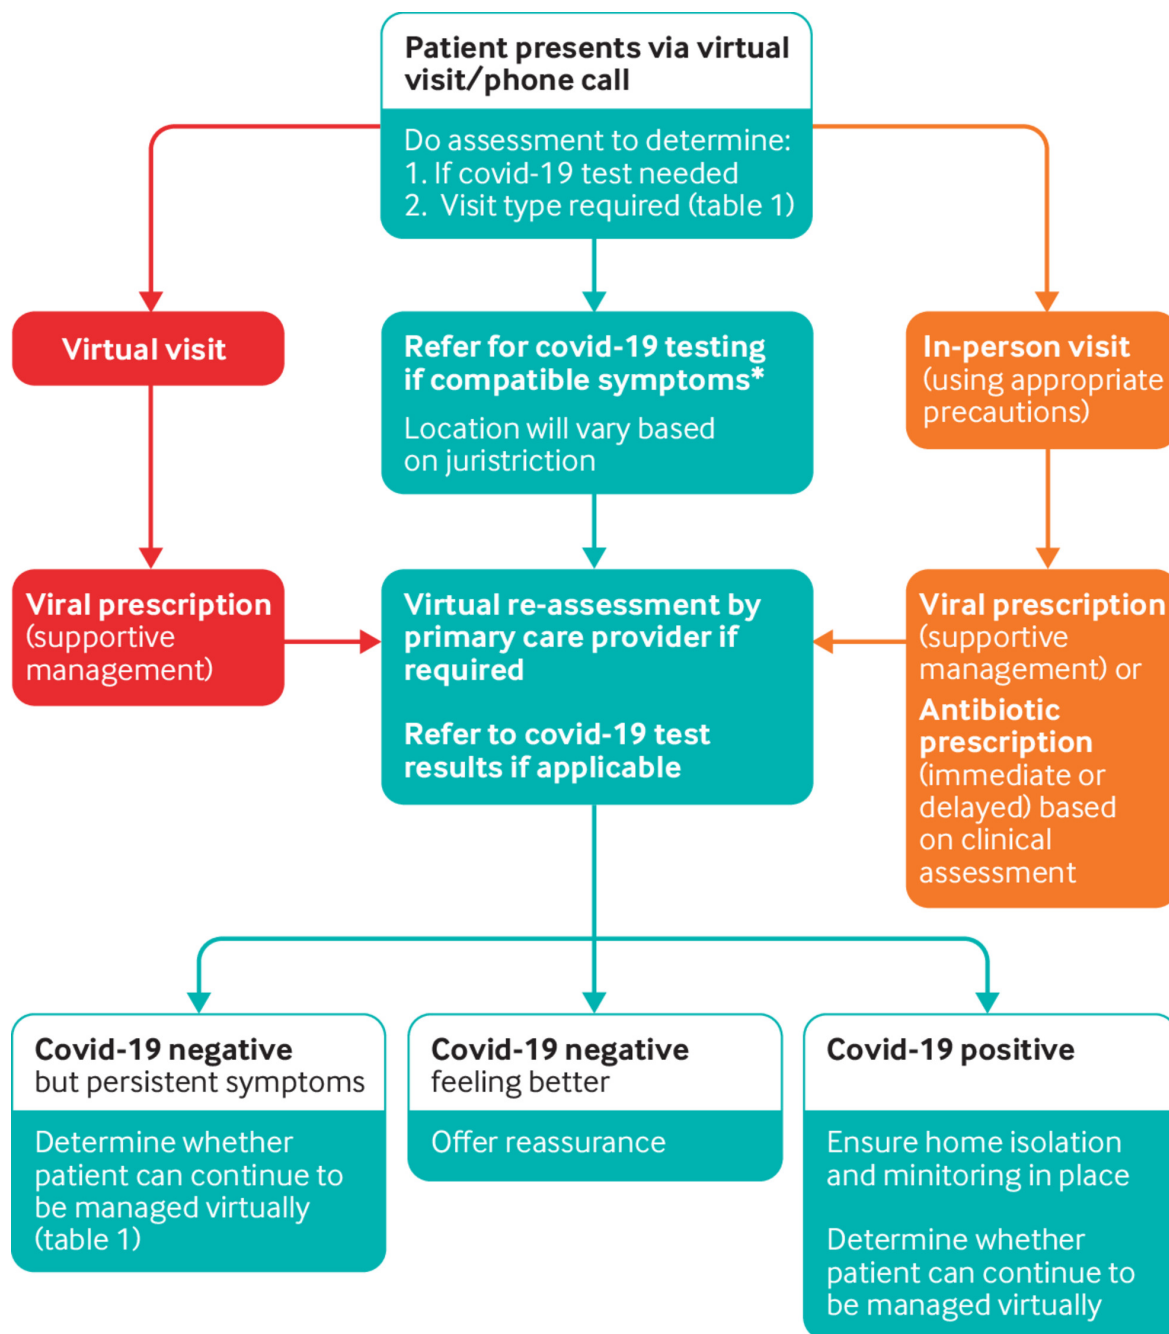 Patient presents via virtual
visit/phone call
Do assessment to determine:
1. If covid-19 test needed
2. Visit type required (table 1)
Virtual visit
Refer for covid-19 testing
if compatible symptoms*
Location will vary based
on juristriction
In-person visit
(using appropriate
precautions)
Viral prescription
(supportive
management)
Virtual re-assessment by
primary care provider if
required
Refer to covid-19 test
results if applicable
Viral prescription
(supportive
management) or
Antibiotic
prescription
(immediate or
delayed) based
on clinical
assessment
Covid-19 negative
but persistent symptoms
Determine whether
patient can continue to
be managed virtually
(table 1)
Covid-19 negative
feeling better
Offer reassurance
Covid-19 positive
Ensure home isolation
and minitoring in place
Determine whether
patient can continue to
be managed virtually